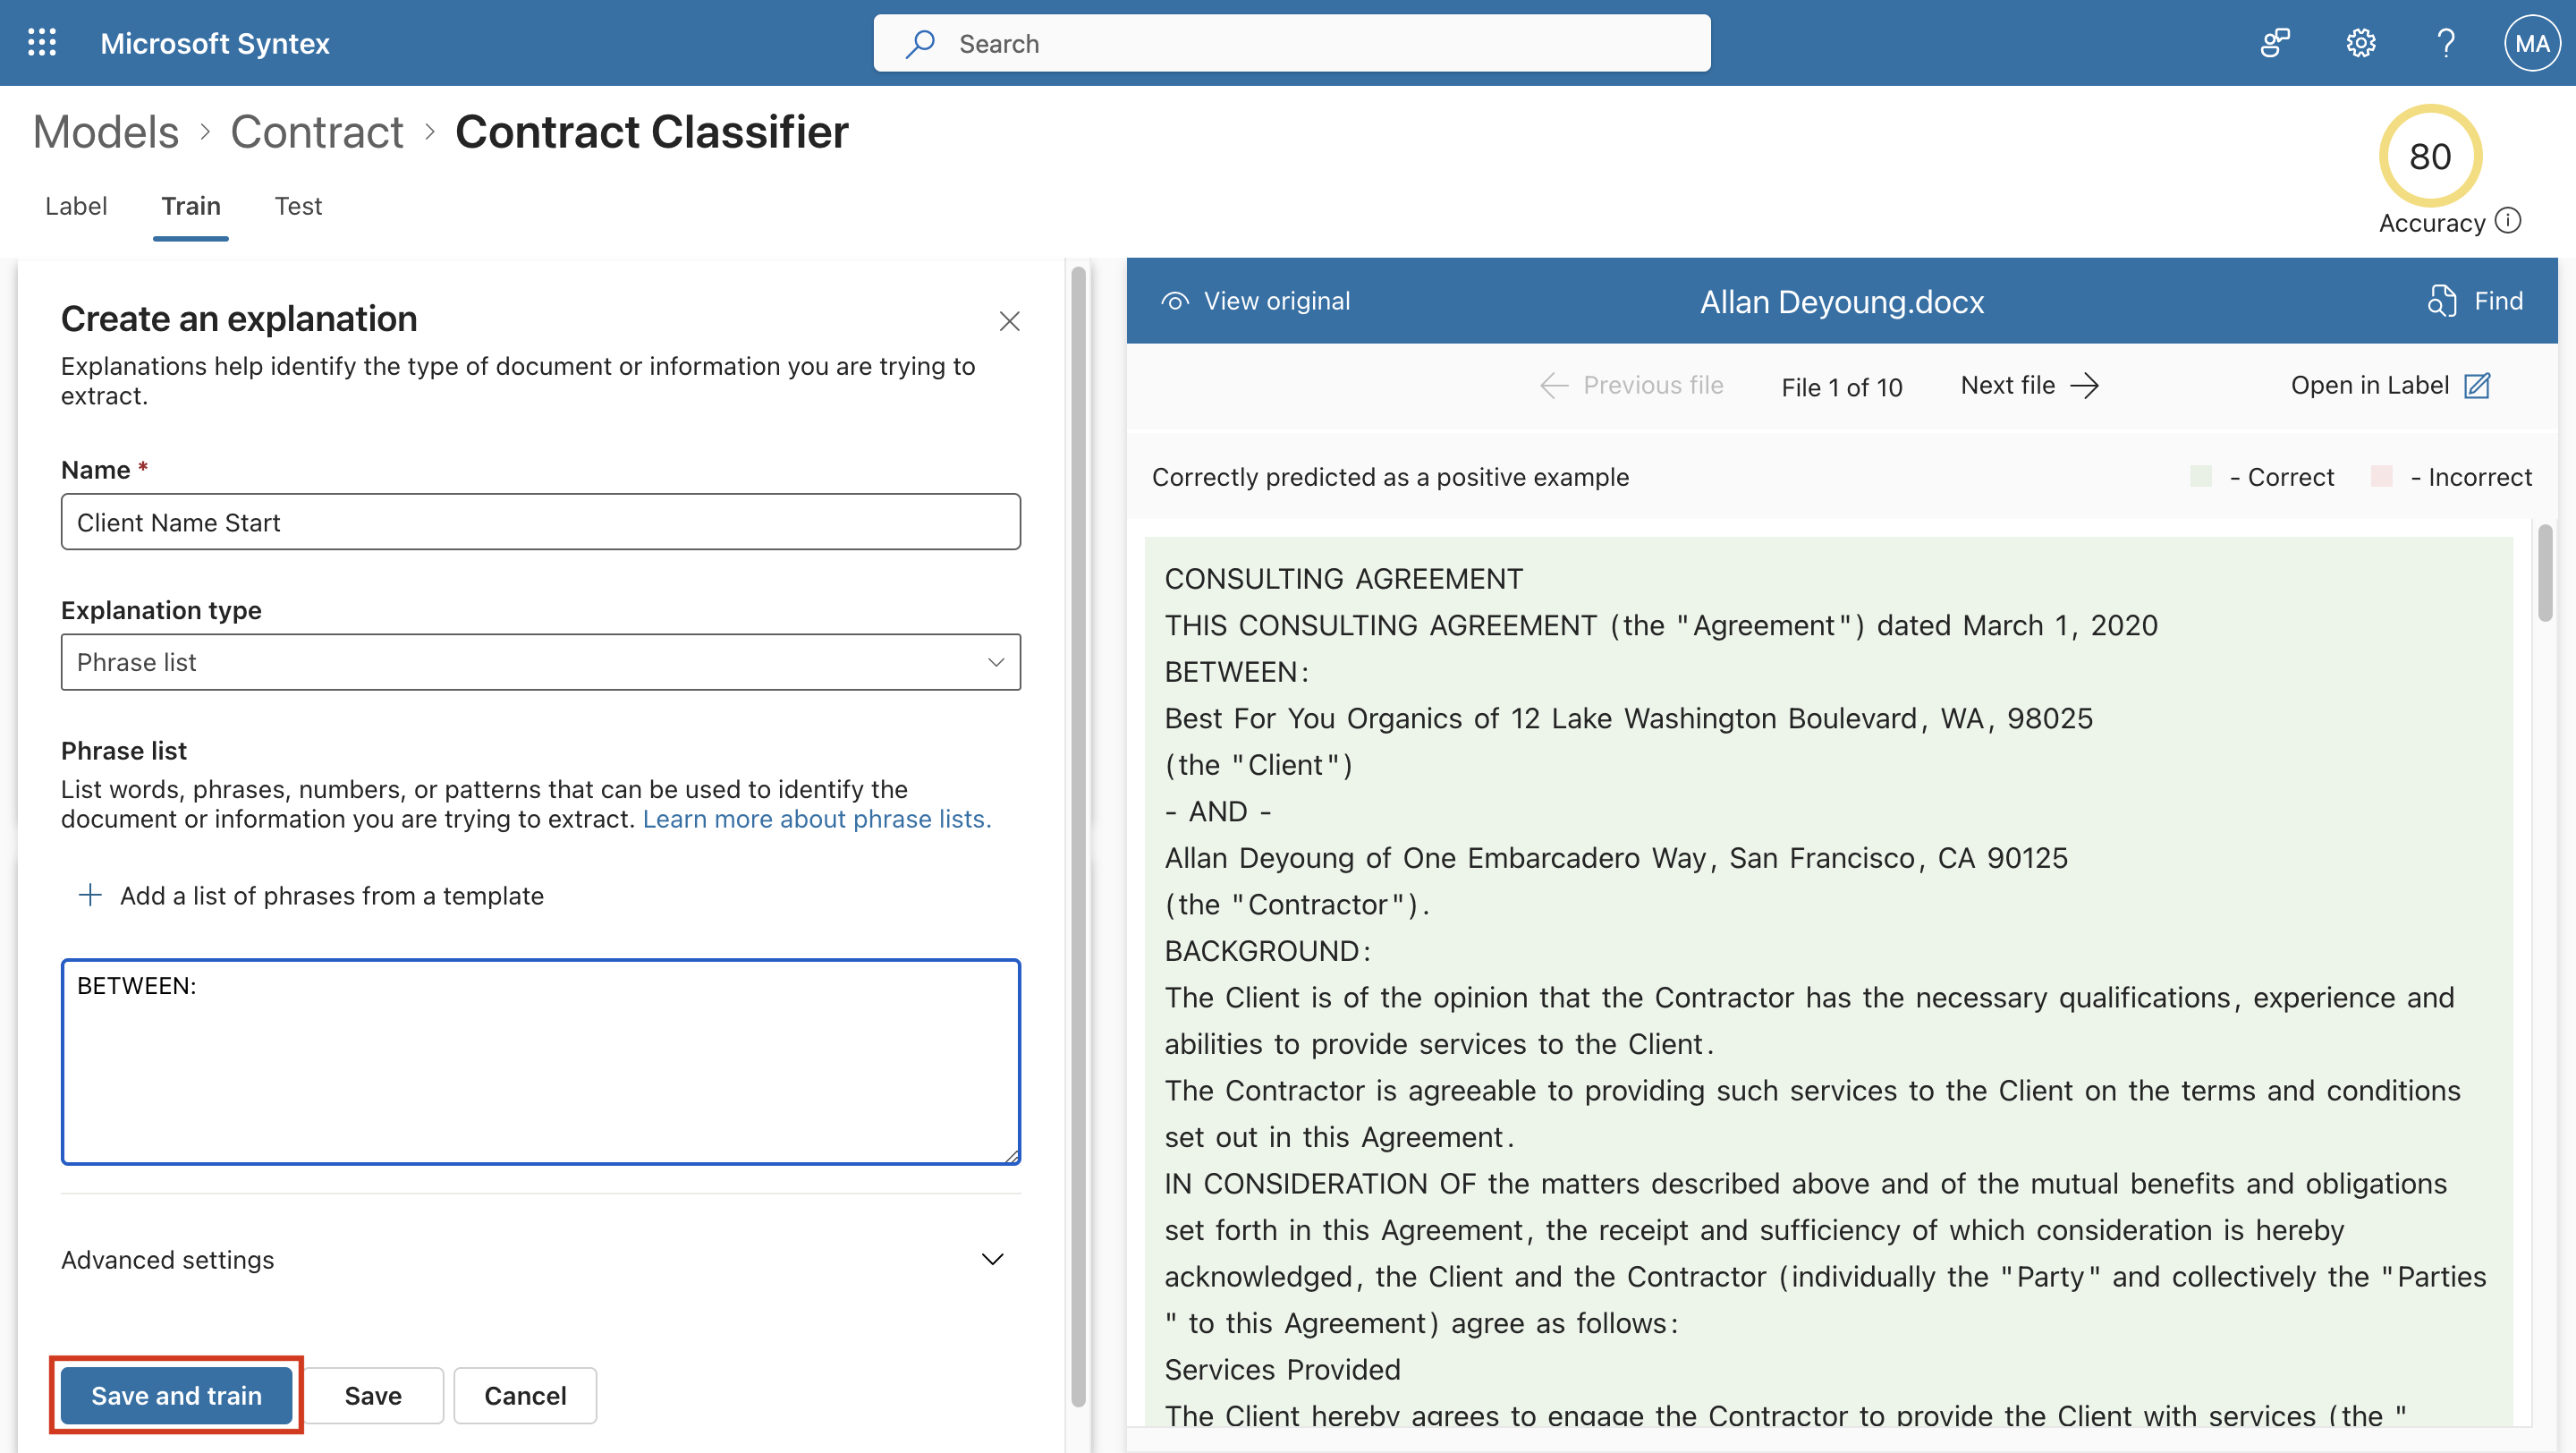 Microsoft Syntex
Search
MA
Models > Contract > Contract Classifier
80
Accuracy
Label Train Test
Create an explanation
Explanations help identify the type of document or information you are trying to
extract.
Name *
Client Name Start
Explanation type
Phrase list
Phrase list
List words, phrases, numbers, or patterns that can be used to identify the
document or information you are trying to extract. Learn more about phrase lists.
+ Add a list of phrases from a template
BETWEEN:
Advanced settings
Save and train Save Cancel
View original Allan Deyoung.docx Find
Previous file File 1 of 10 Next file Open in Label
Correctly predicted as a positive example - Correct - Incorrect
CONSULTING AGREEMENT
THIS CONSULTING AGREEMENT (the "Agreement") dated March 1, 2020
BETWEEN:
Best For You Organics of 12 Lake Washington Boulevard, WA, 98025
(the "Client")
- AND -
Allan Deyoung of One Embarcadero Way, San Francisco, CA 90125
(the "Contractor").
BACKGROUND:
The Client is of the opinion that the Contractor has the necessary qualifications, experience and
abilities to provide services to the Client.
The Contractor is agreeable to providing such services to the Client on the terms and conditions
set out in this Agreement.
IN CONSIDERATION OF the matters described above and of the mutual benefits and obligations
set forth in this Agreement, the receipt and sufficiency of which consideration is hereby
acknowledged, the Client and the Contractor (individually the "Party" and collectively the "Parties
" to this Agreement) agree as follows:
Services Provided
The Client hereby agrees to engage the Contractor to provide the Client with services (the "